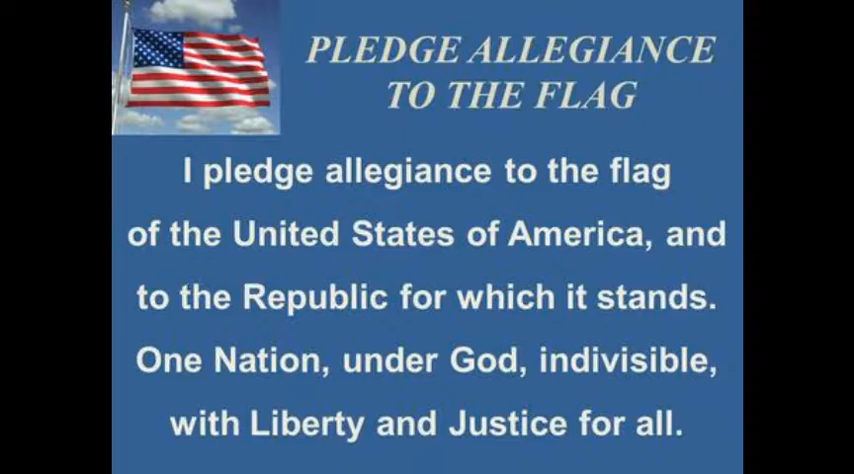 PLEDGE ALLEGIANCE
TO THE FLAG
I pledge allegiance to the flag
of the United States of America, and
to the Republic for which it stands.
One Nation, under God, indivisible,
with Liberty and Justice for all.